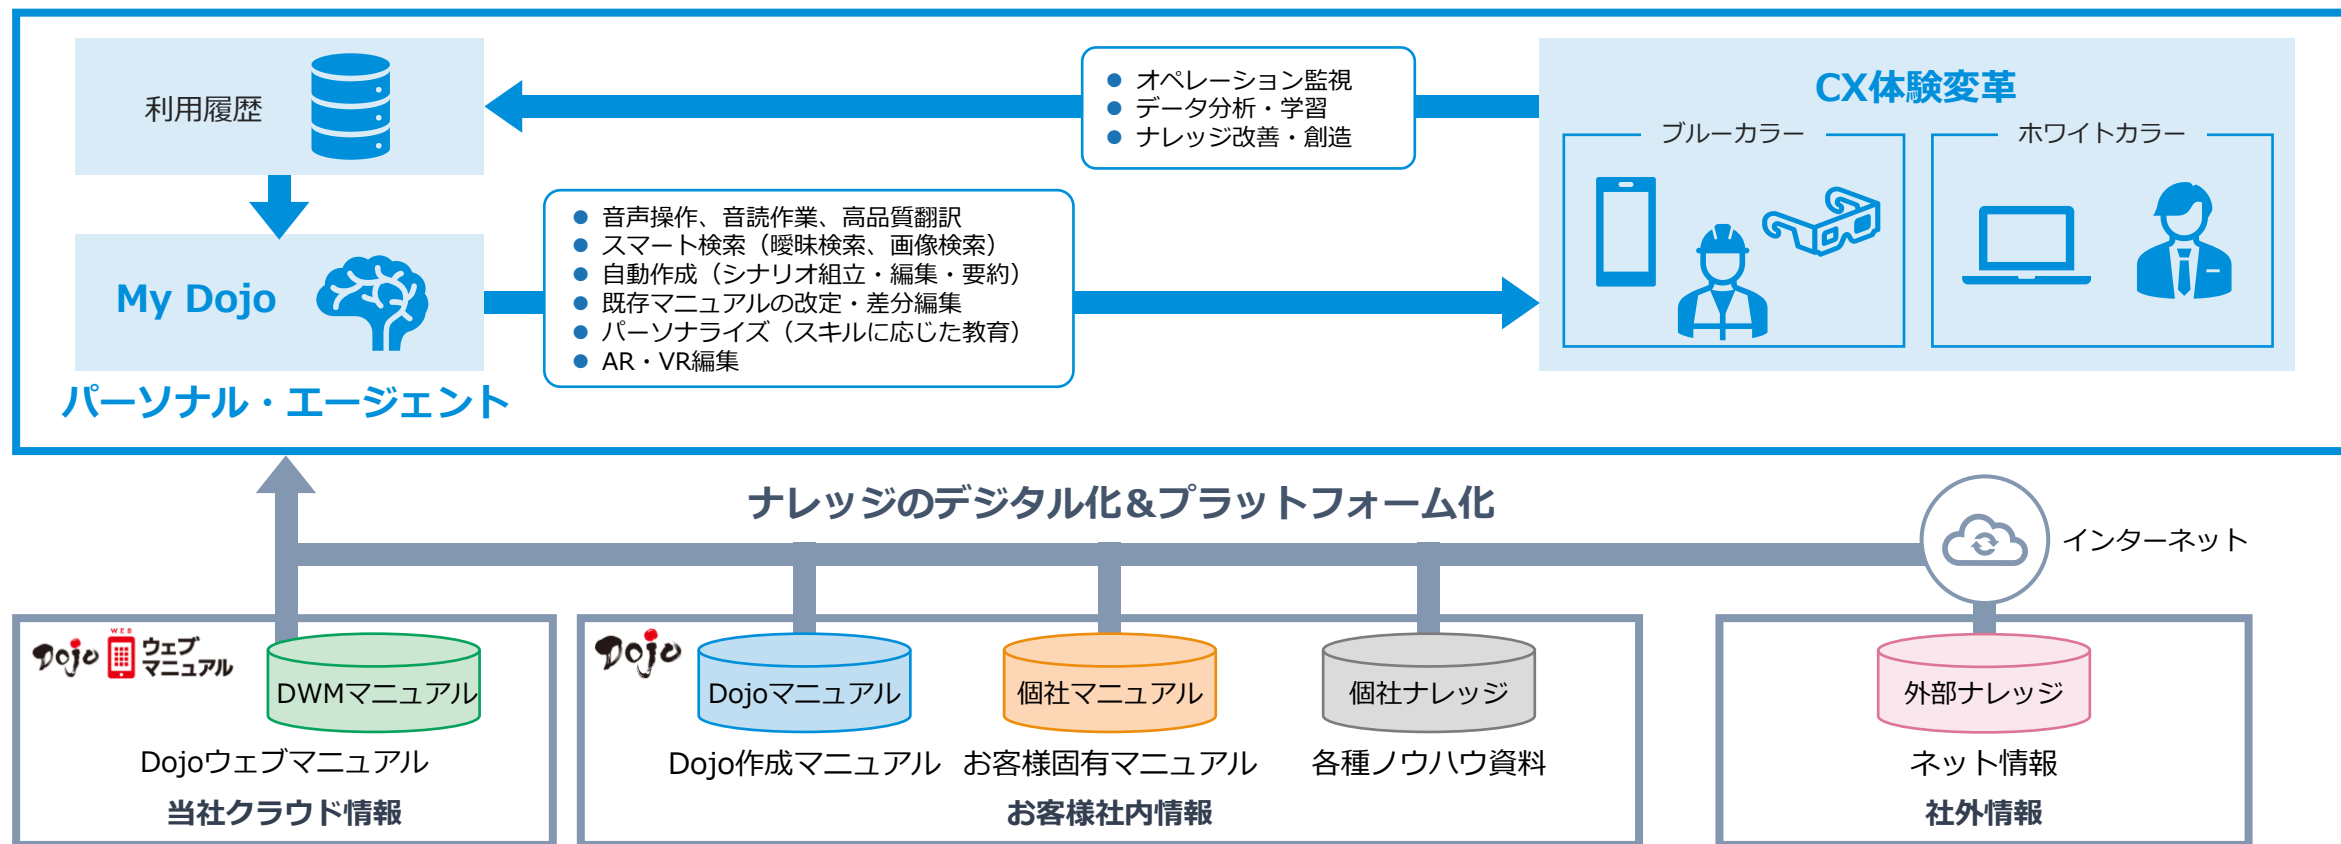 利用履歴
My Dojo
パーソナル・エージェント
オペレーション監視
データ分析・学習
ナレッジ改善・創造
音声操作、音読作業、高品質翻訳
スマート検索（曖昧検索、画像検索）
自動作成（シナリオ組立・編集・要約）
既存マニュアルの改定・差分編集
パーソナライズ（スキルに応じた教育）
AR・VR編集
CX体験変革
ブルーカラー
ホワイトカラー
ナレッジのデジタル化&プラットフォーム化
インターネット
Dojo
WEB
ウェブ
マニュアル
DWMマニュアル
Dojoウェブマニュアル
当社クラウド情報
Dojo
Dojoマニュアル
個社マニュアル
個社ナレッジ
Dojo作成マニュアル
お客様固有マニュアル
各種ノウハウ資料
お客様社内情報
外部ナレッジ
ネット情報
社外情報